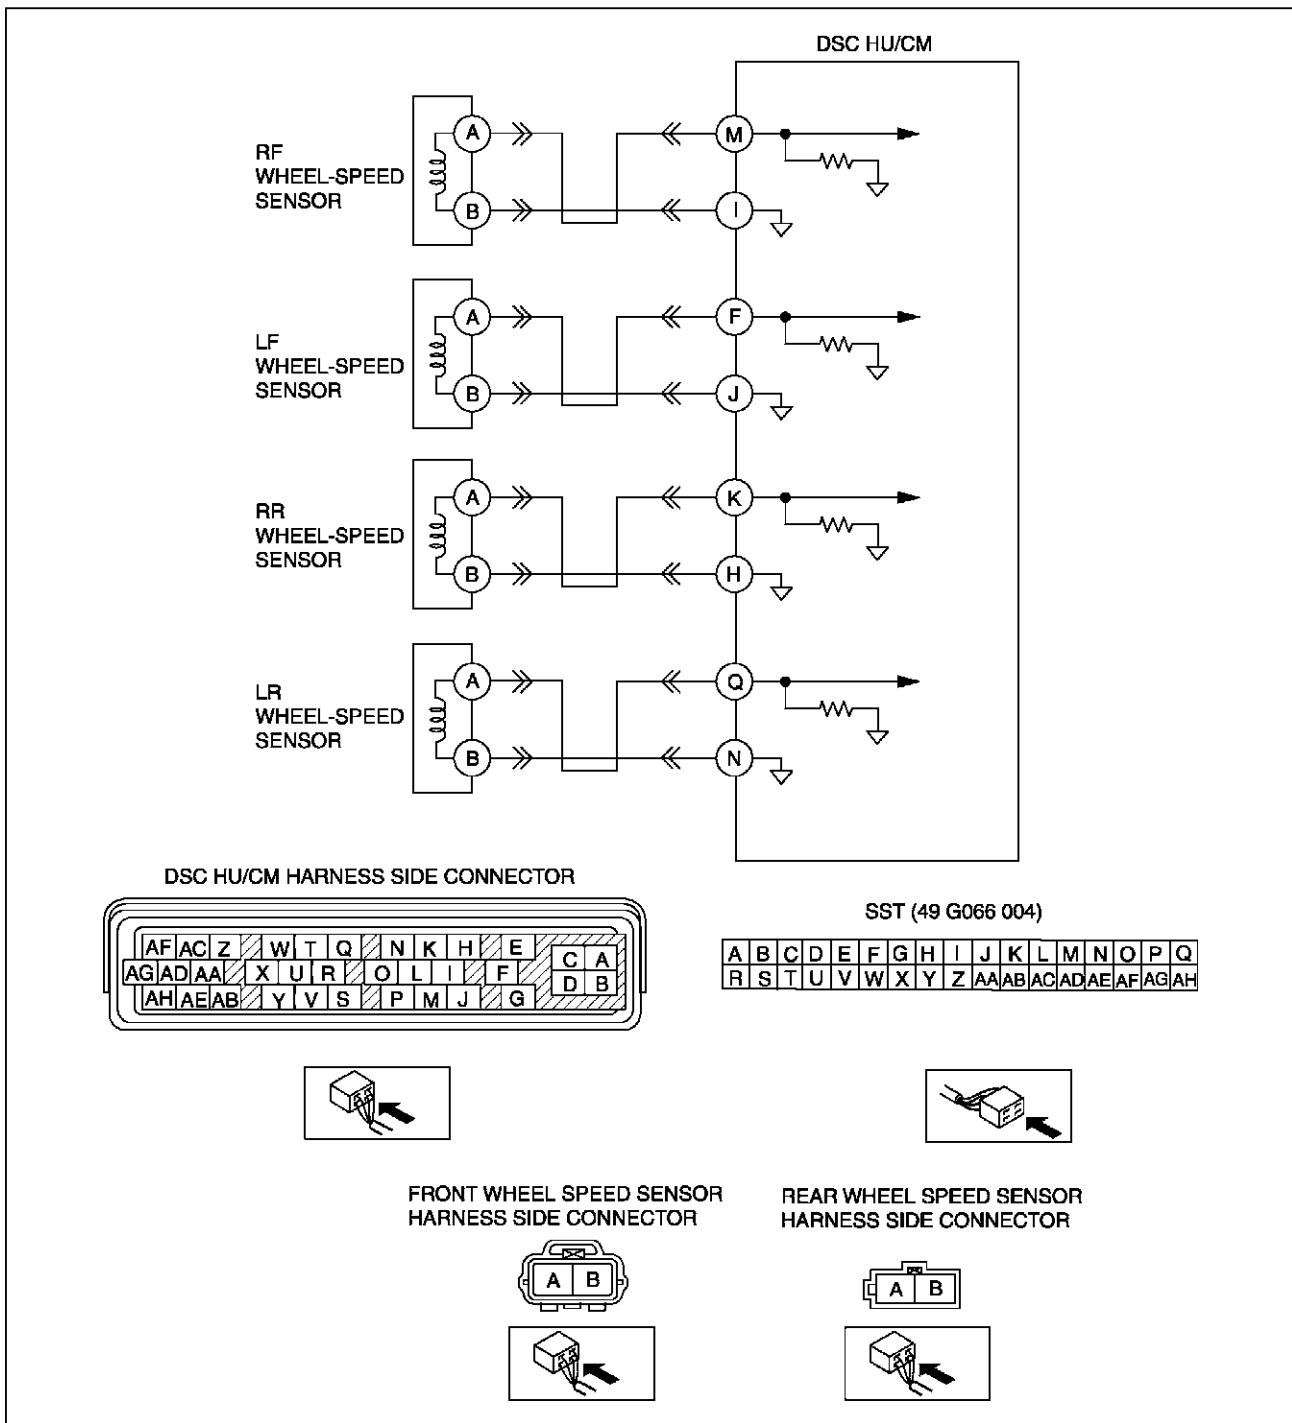 DSC HU/CM
RF
WHEEL-SPEED
SENSOR
A
B
M
I
LF
WHEEL-SPEED
SENSOR
A
B
F
J
RR
WHEEL-SPEED
SENSOR
A
B
K
H
LR
WHEEL-SPEED
SENSOR
A
B
Q
N
DSC HU/CM HARNESS SIDE CONNECTOR
AF AC Z W T Q N K H E C A
AG AD AA X U R O L I F D B
AH AE AB Y V S P M J G
SST (49 G066 004)
A B C D E F G H I J K L M N O P Q
R S T U V W X Y Z AA AB AC AD AE AF AG AH
FRONT WHEEL SPEED SENSOR
HARNESS SIDE CONNECTOR
A B
REAR WHEEL SPEED SENSOR
HARNESS SIDE CONNECTOR
A B